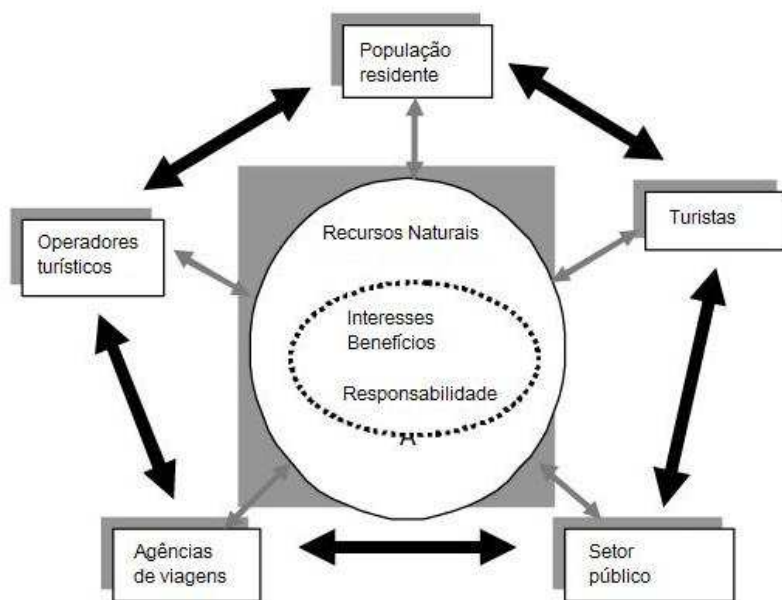 População
residente
Operadores
turísticos
Turistas
Recursos Naturais
Interesses
Benefícios
Responsabilidade
A
Agências
de viagens
Setor
público